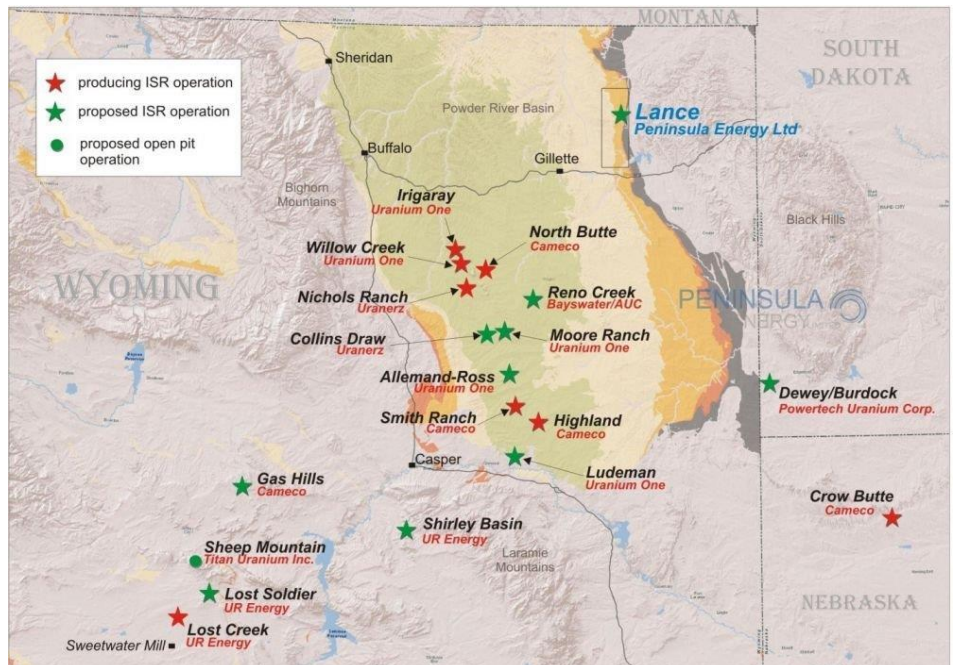 MONTANA
SOUTH
DAKOTA
producing ISR operation
proposed ISR operation
proposed open pit
operation
Sheridan
Powder River Basin
Lance
Peninsula Energy Ltd
Buffalo
Gillette
Bighorn
Mountains
Irigaray
Uranium One
North Butte
Cameco
Black Hills
Willow Creek
Uranium One
WYOMING
Nichols Ranch
Uranerz
Reno Creek
Bayswater/AUC
PENINSULA
NERGY
Collins Draw
Uranerz
Moore Ranch
Uranium One
Allemand-Ross
Uranium One
Dewey/Burdock
Powertech Uranium Corp.
Smith Ranch
Cameco
Highland
Cameco
Casper
Ludeman
Uranium One
Gas Hills
Cameco
Crow Butte
Cameco
Shirley Basin
UR Energy
Sheep Mountain
Titan Uranium Inc.
Laramie
Mountains
Lost Soldier
UR Energy
NEBRASKA
Lost Creek
UR Energy
Sweetwater Mill